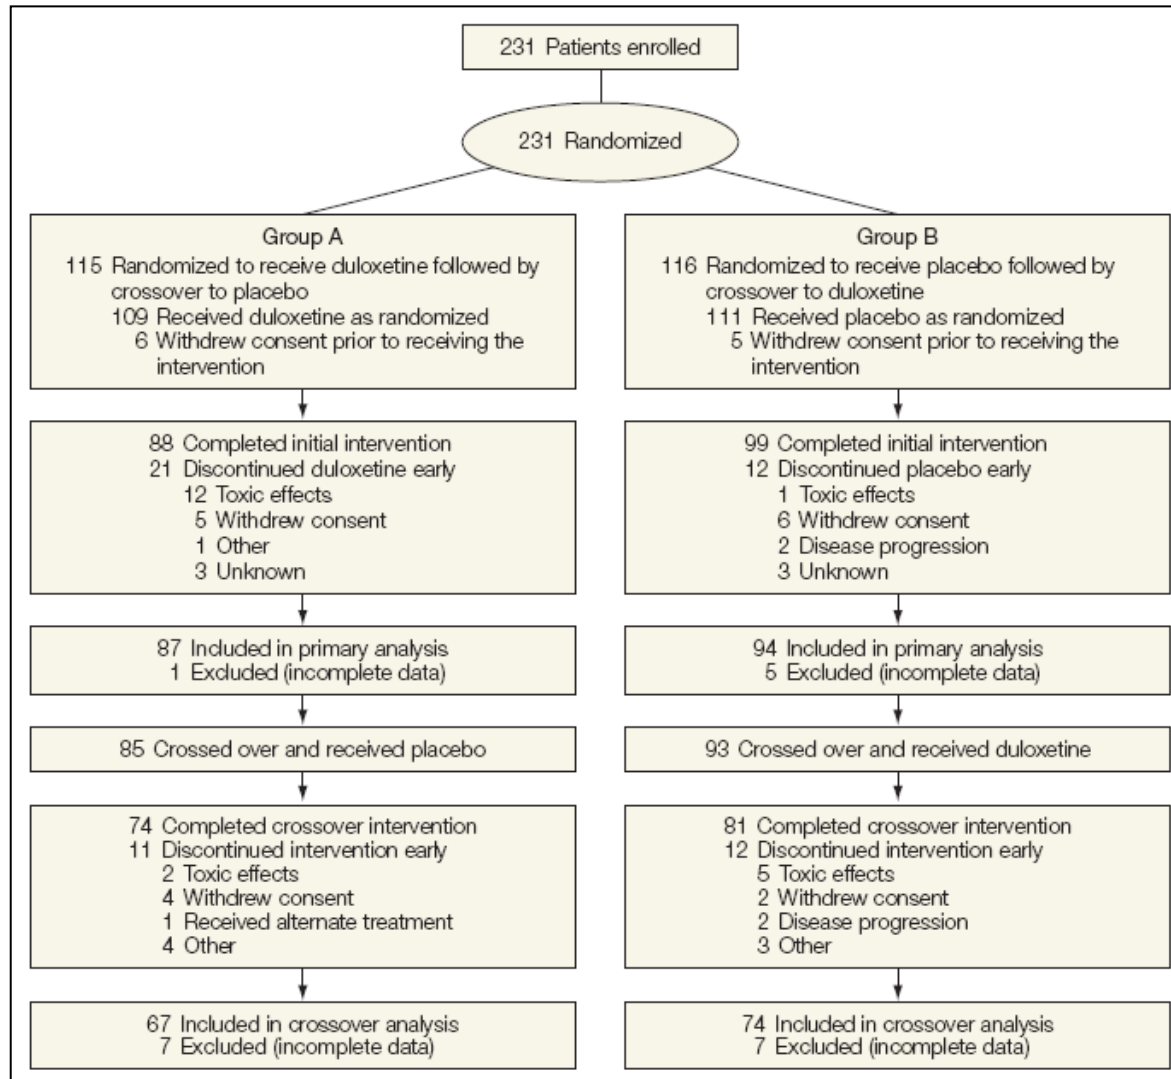 231 Patients enrolled
231 Randomized
Group A
115 Randomized to receive duloxetine followed by
crossover to placebo
109 Received duloxetine as randomized
6 Withdrew consent prior to receiving the
intervention
88 Completed initial intervention
21 Discontinued duloxetine early
12 Toxic effects
5 Withdrew consent
1 Other
3 Unknown
87 Included in primary analysis
1 Excluded (incomplete data)
85 Crossed over and received placebo
74 Completed crossover intervention
11 Discontinued intervention early
2 Toxic effects
4 Withdrew consent
1 Received alternate treatment
4 Other
67 Included in crossover analysis
7 Excluded (incomplete data)
Group B
116 Randomized to receive placebo followed by
crossover to duloxetine
111 Received placebo as randomized
5 Withdrew consent prior to receiving the
intervention
99 Completed initial intervention
12 Discontinued placebo early
1 Toxic effects
6 Withdrew consent
2 Disease progression
3 Unknown
94 Included in primary analysis
5 Excluded (incomplete data)
93 Crossed over and received duloxetine
81 Completed crossover intervention
12 Discontinued intervention early
5 Toxic effects
2 Withdrew consent
2 Disease progression
3 Other
74 Included in crossover analysis
7 Excluded (incomplete data)